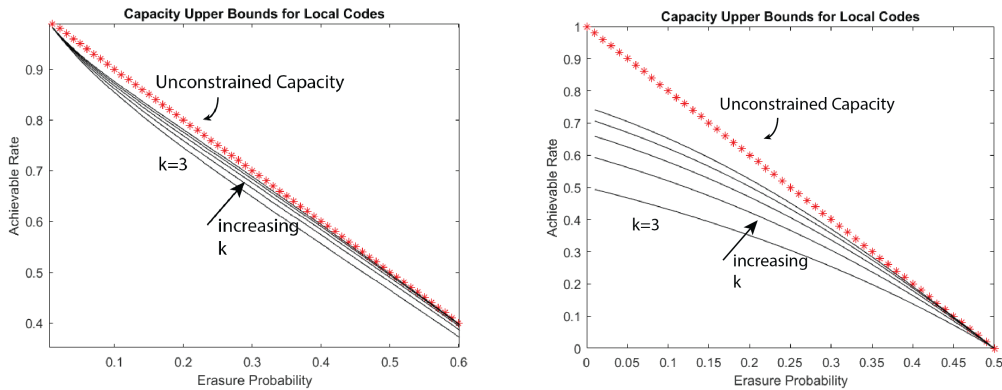 Capacity Upper Bounds for Local Codes
Achievable Rate
0.9
0.8
0.7
0.6
0.5
0.4
Unconstrained Capacity
k=3
increasing
k
0.1
0.2
0.3
0.4
0.5
0.6
Erasure Probability
Capacity Upper Bounds for Local Codes
Achievable Rate
1
0.9
0.8
0.7
0.6
0.5
0.4
0.3
0.2
0.1
0
Unconstrained Capacity
k=3
increasing
k
0
0.05
0.1
0.15
0.2
0.25
0.3
0.35
0.4
0.45
0.5
Erasure Probability